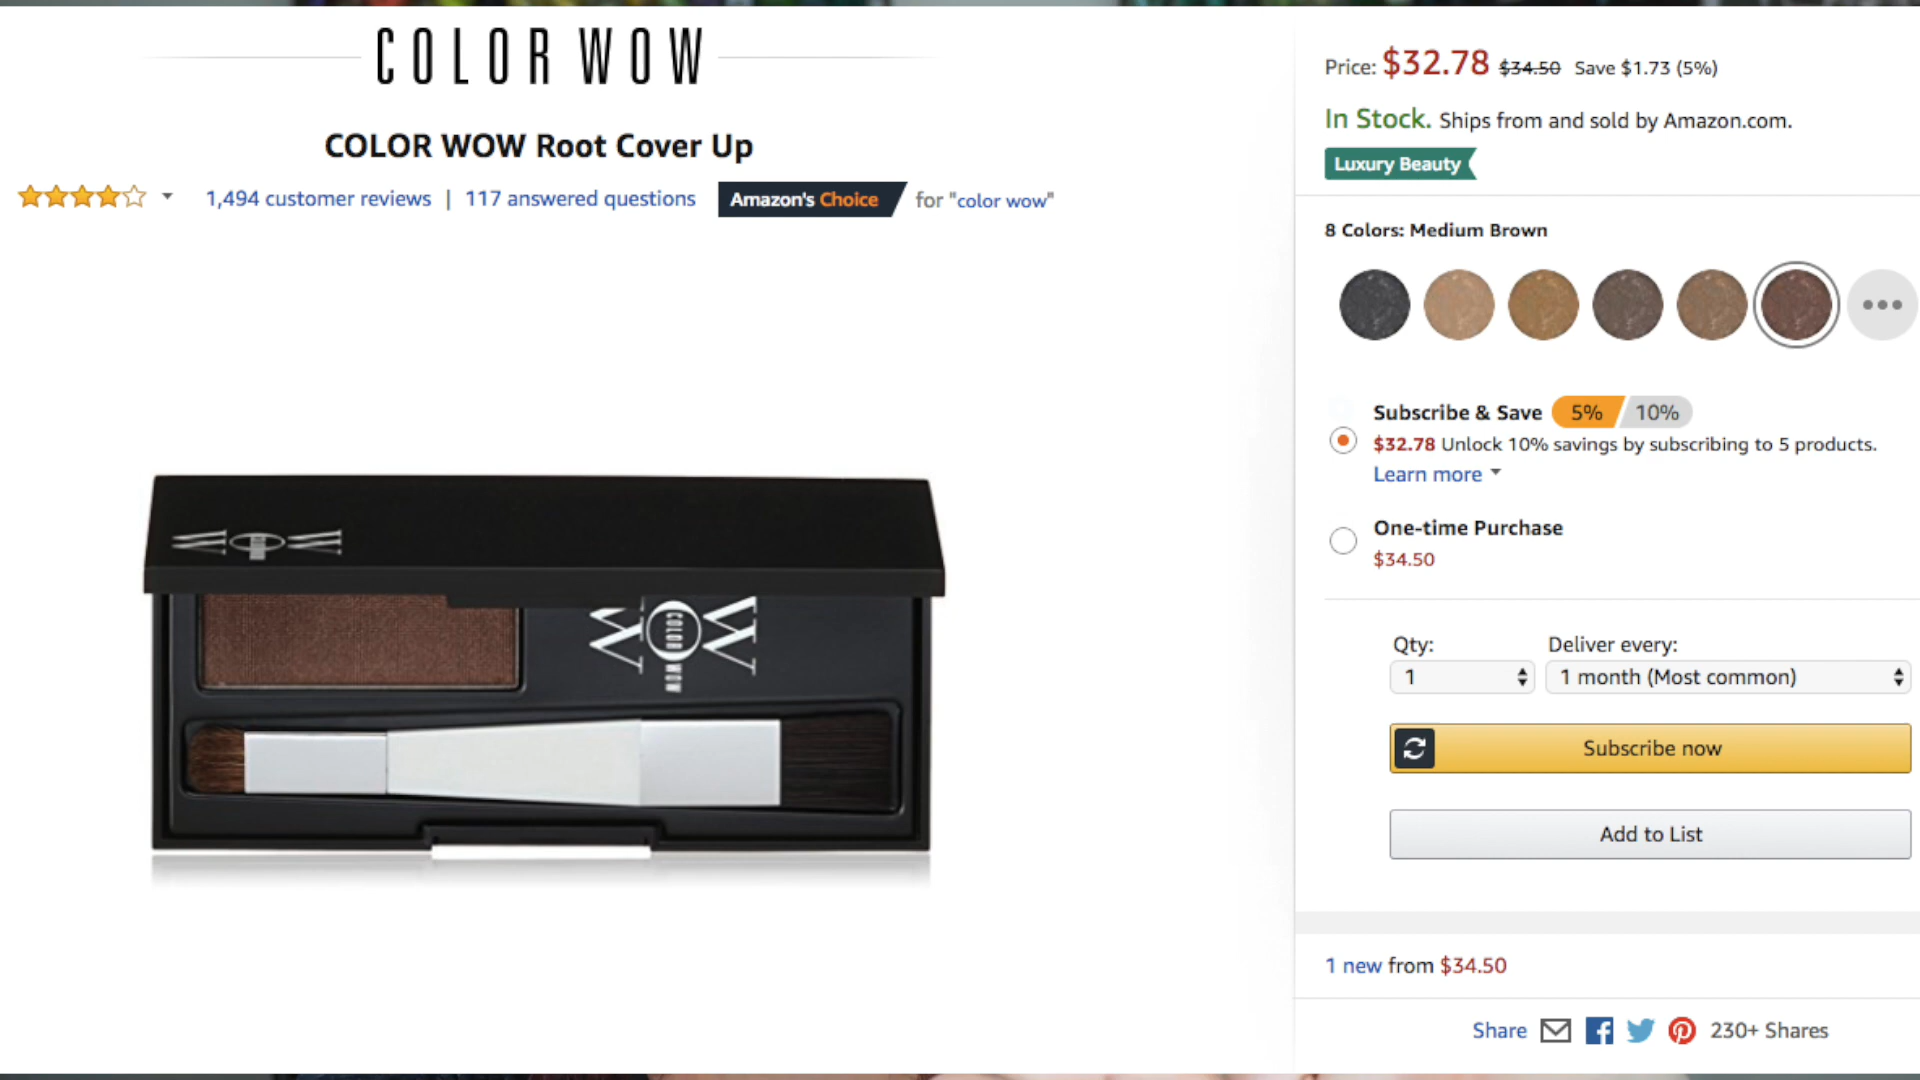 COLOR WOW
COLOR WOW Root Cover Up
1,494 customer reviews | 117 answered questions Amazon's Choice for "color wow"
WOW
COLOR
W W
COLOR WOW
Price: $32.78 $34.50 Save $1.73 (5%)
In Stock. Ships from and sold by Amazon.com.
Luxury Beauty
8 Colors: Medium Brown
Subscribe & Save 5% 10%
$32.78 Unlock 10% savings by subscribing to 5 products.
Learn more
One-time Purchase
$34.50
Qty: Deliver every:
1 1 month (Most common)
Subscribe now
Add to List
1 new from $34.50
Share 230+ Shares